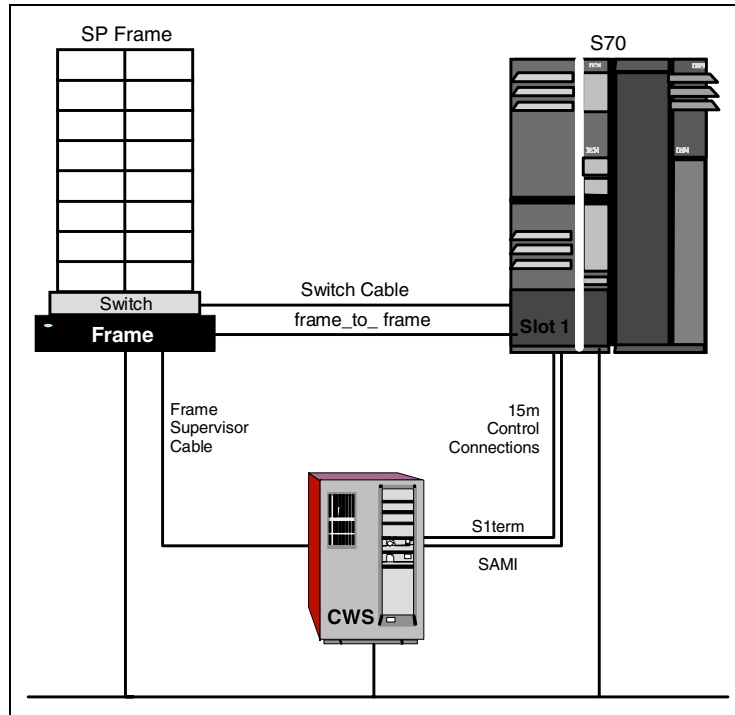 SP Frame
S70
Switch
Switch Cable
Frame
frame_to_ frame
Slot 1
Frame
Supervisor
Cable
15m
Control
Connections
S1term
SAMI
CWS